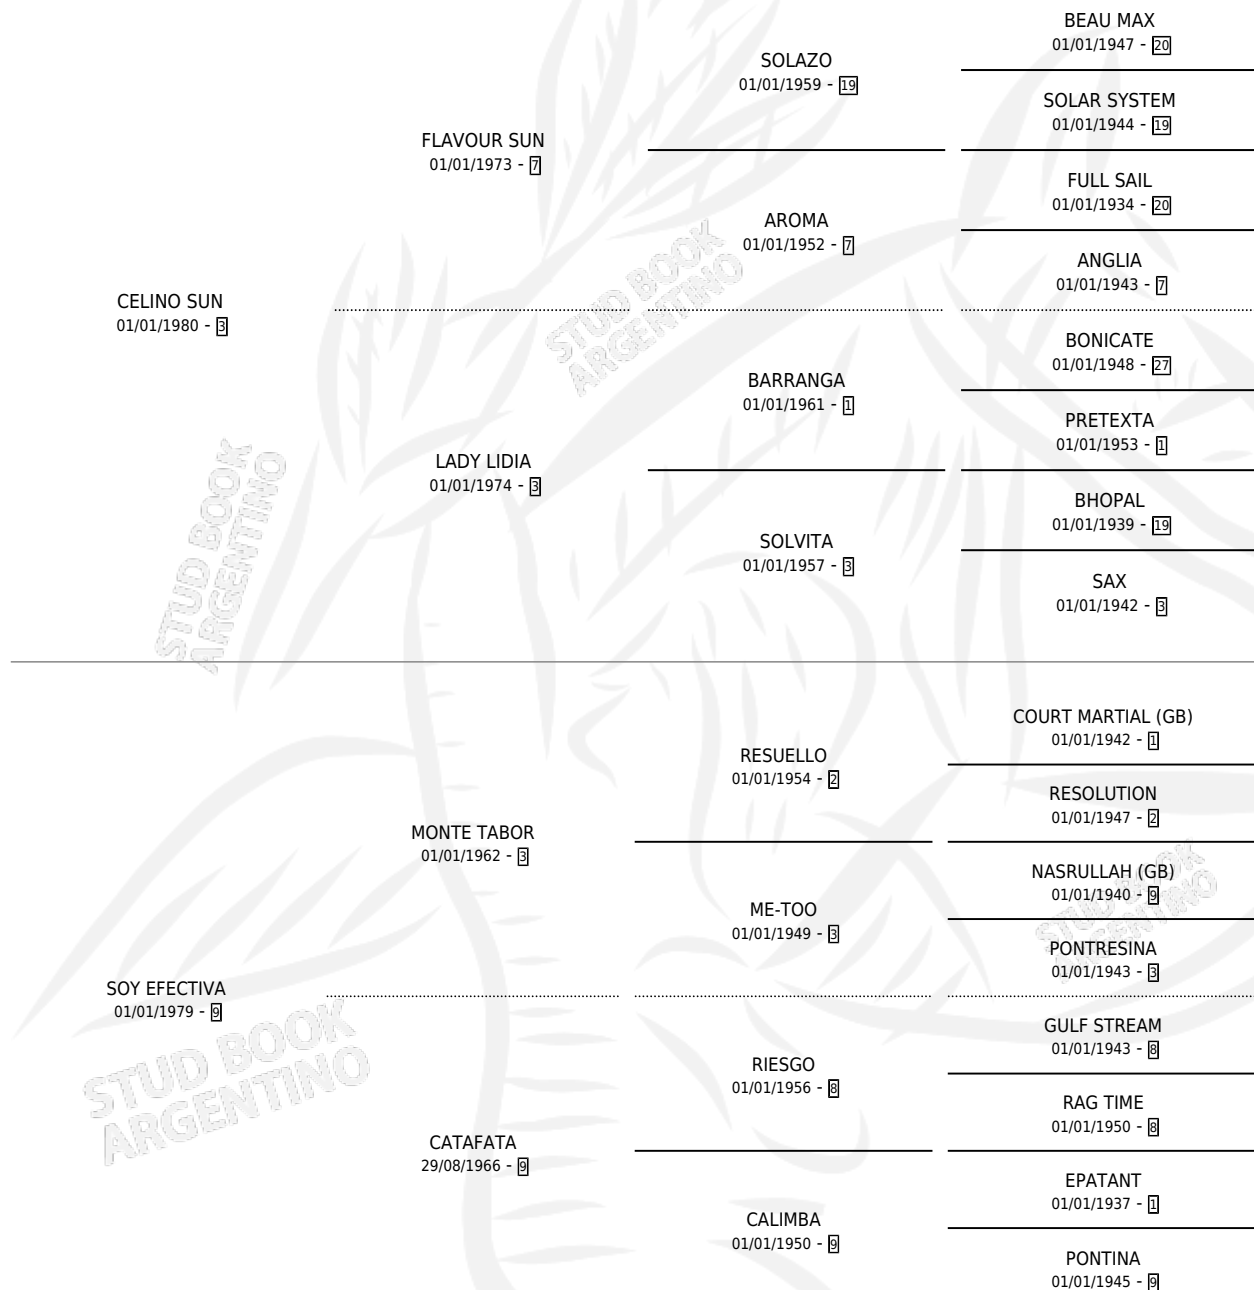 BEAU MAX
01/01/1947 - 20
SOLAZO
01/01/1959 - 19
SOLAR SYSTEM
01/01/1944 - 19
FLAVOUR SUN
01/01/1973 - 7
FULL SAIL
01/01/1934 - 20
AROMA
01/01/1952 - 7
ANGLIA
01/01/1943 - 7
CELINO SUN
01/01/1980 - 3
BONICATE
01/01/1948 - 27
BARRANGA
01/01/1961 - 1
PRETEXTA
01/01/1953 - 1
LADY LIDIA
01/01/1974 - 3
BHOPAL
01/01/1939 - 19
SOLVITA
01/01/1957 - 3
SAX
01/01/1942 - 3
COURT MARTIAL (GB)
01/01/1942 - 1
RESUELLO
01/01/1954 - 2
RESOLUTION
01/01/1947 - 2
MONTE TABOR
01/01/1962 - 3
NASRULLAH (GB)
01/01/1940 - 9
ME-TOO
01/01/1949 - 3
PONTRESINA
01/01/1943 - 3
SOY EFECTIVA
01/01/1979 - 9
GULF STREAM
01/01/1943 - 8
RIESGO
01/01/1956 - 8
RAG TIME
01/01/1950 - 8
CATAFATA
29/08/1966 - 9
EPATANT
01/01/1937 - 1
CALIMBA
01/01/1950 - 9
PONTINA
01/01/1945 - 9
STUD BOOK
ARGENTINO
STUD BOOK
ARGENTINO
STUD BOOK
ARGENTINO
STUD BOOK
ARGENTINO